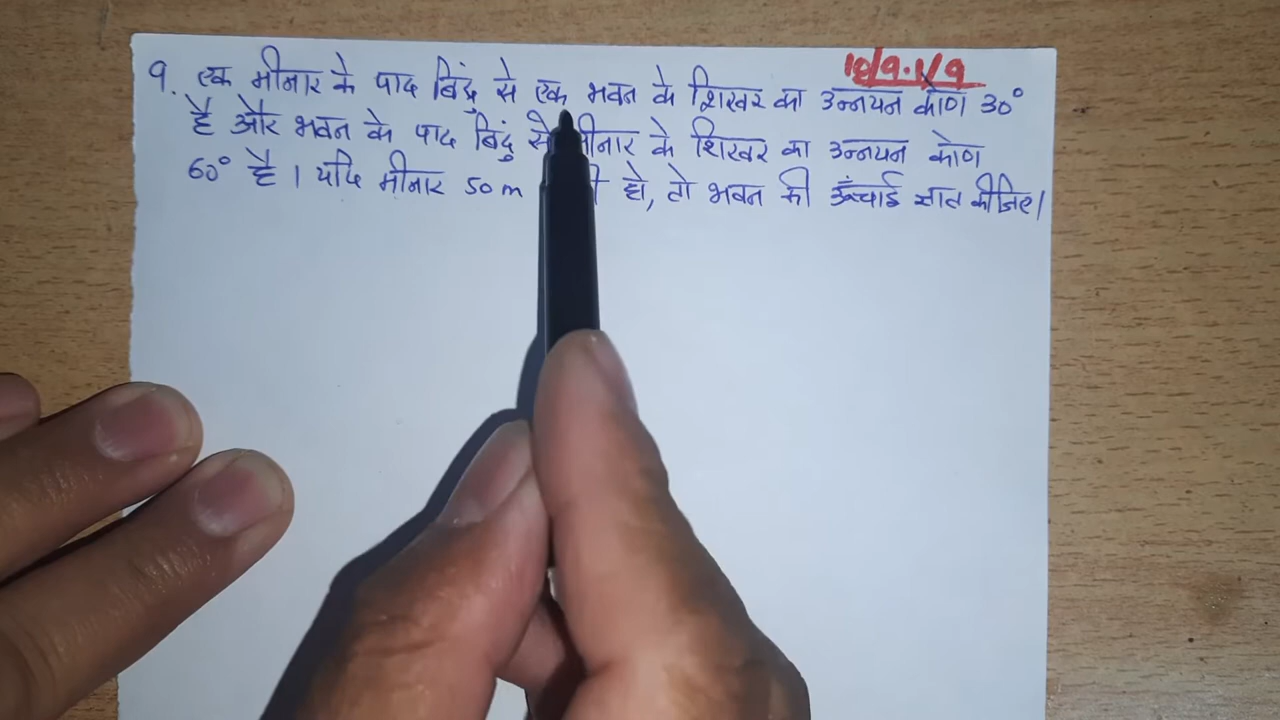 10/9.1/9
9. एक मीनार के पाद बिंदु से एक भवन के शिखर का उन्नयन कोण 30°
है और भवन के पाद बिंदु से मीनार के शिखर का उन्नयन कोण
60° है । यदि मीनार 50 m हो, तो भवन की ऊँचाई ज्ञात कीजिए।